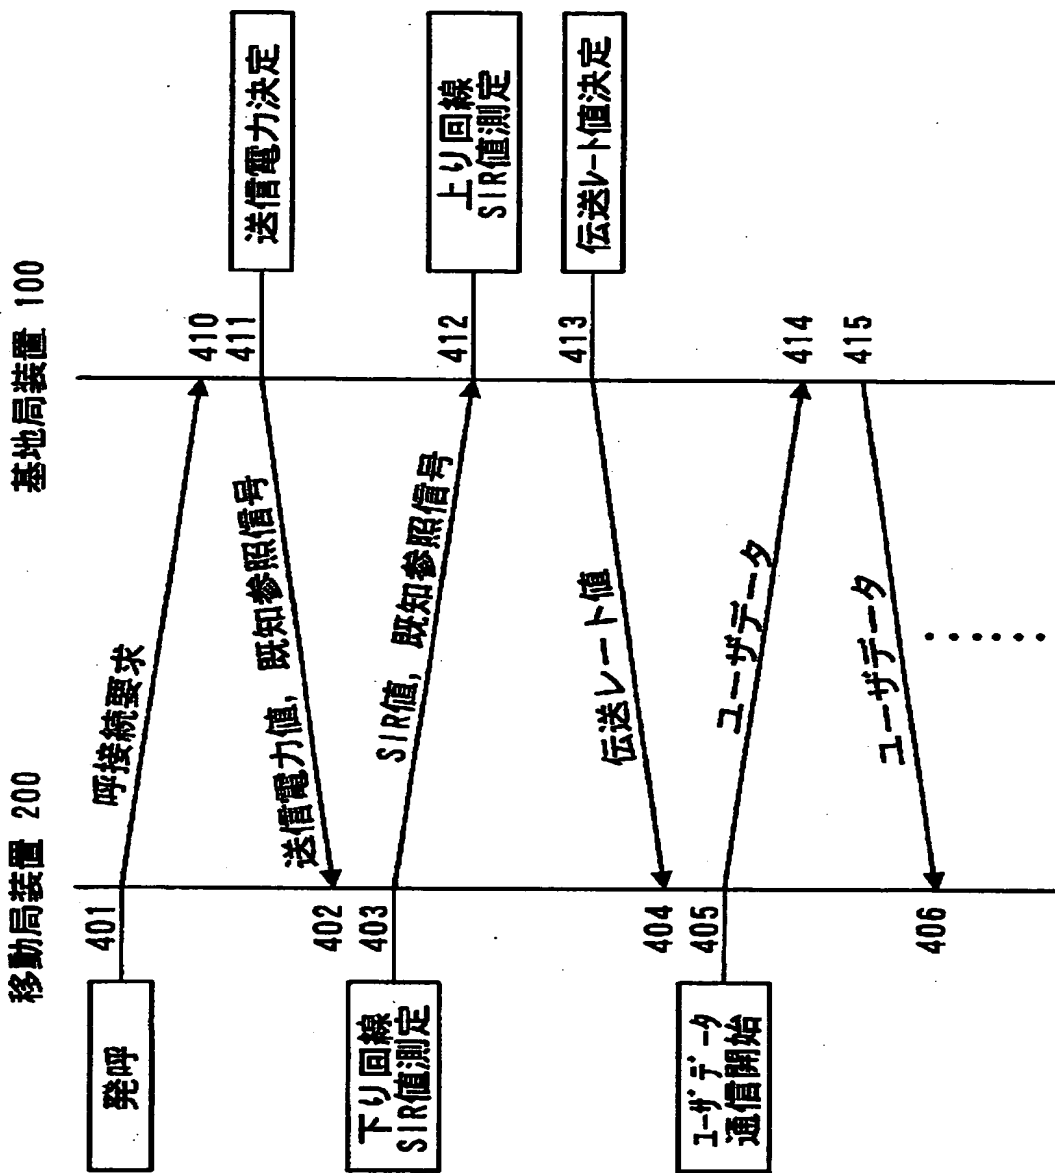 移動局装置 200
基地局装置 100
発呼
401
呼接続要求
410
411
送信電力決定
送信電力値, 既知参照信号
402
403
下り回線
SIR値測定
SIR値, 既知参照信号
412
上り回線
SIR値測定
413
伝送レート値決定
伝送レート値
404
405
ユーザデータ
通信開始
ユーザデータ
414
415
ユーザデータ
406